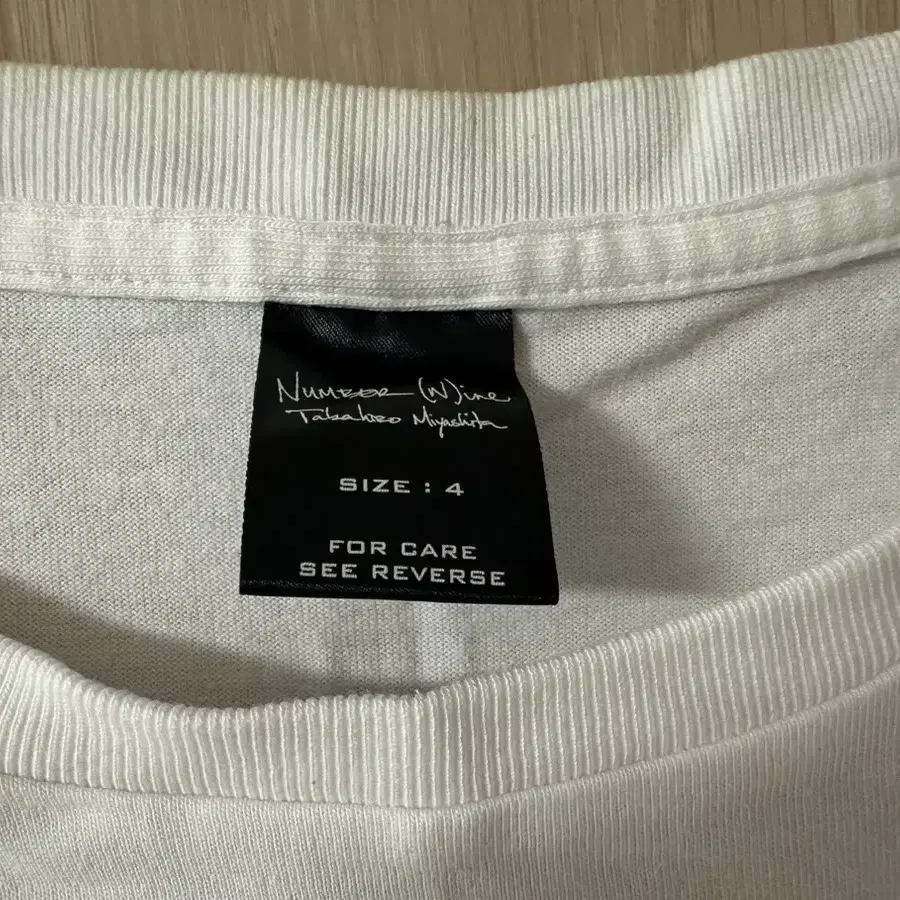 NUMBER (N)ine
Takahiro Miyashita
SIZE : 4
FOR CARE
SEE REVERSE